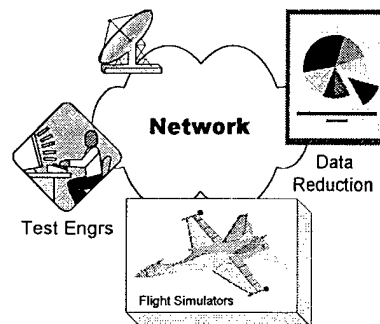 Network
Data
Reduction
Test Engrs
Flight Simulators